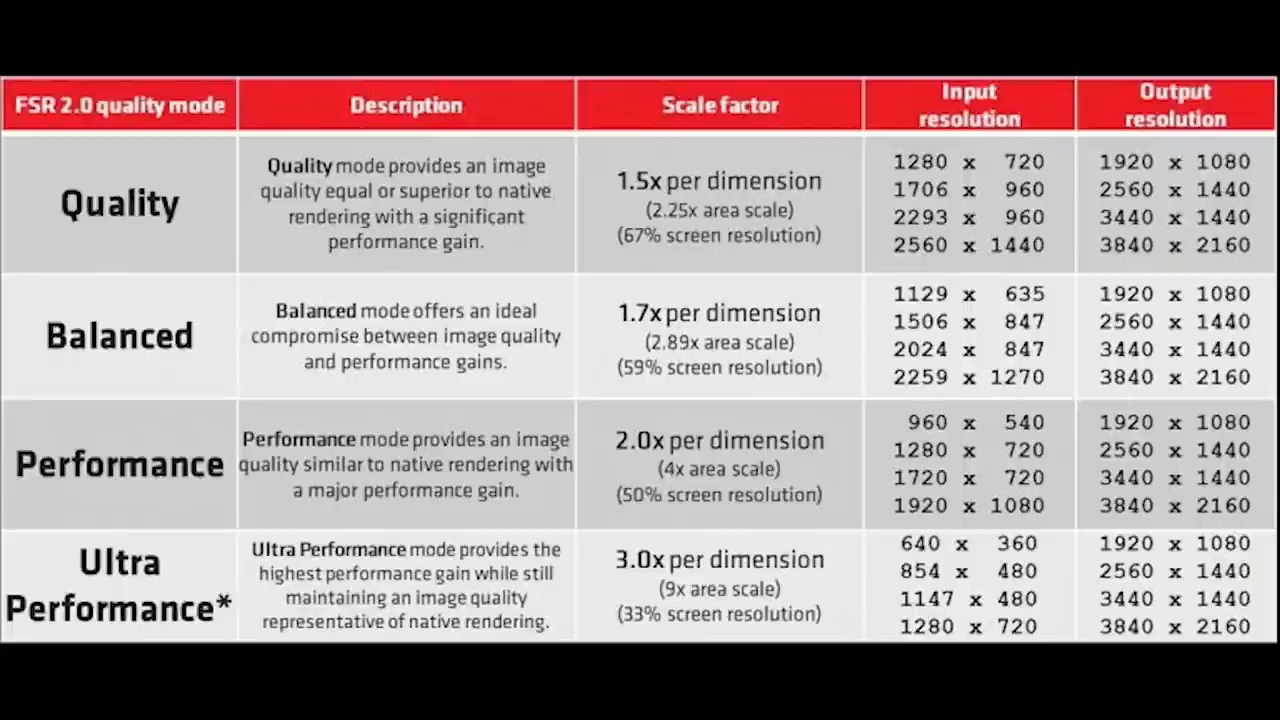 FSR 2.0 quality mode
Description
Scale factor
Input
resolution
Output
resolution
Quality
Quality mode provides an image
quality equal or superior to native
rendering with a significant
performance gain.
1.5x per dimension
(2.25x area scale)
(67% screen resolution)
1280 x 720
1706 x 960
2293 x 960
2560 x 1440
1920 x 1080
2560 x 1440
3440 x 1440
3840 x 2160
Balanced
Balanced mode offers an ideal
compromise between image quality
and performance gains.
1.7x per dimension
(2.89x area scale)
(59% screen resolution)
1129 x 635
1506 x 847
2024 x 847
2259 x 1270
1920 x 1080
2560 x 1440
3440 x 1440
3840 x 2160
Performance
Performance mode provides an image
quality similar to native rendering with
a major performance gain.
2.0x per dimension
(4x area scale)
(50% screen resolution)
960 x 540
1280 x 720
1720 x 720
1920 x 1080
1920 x 1080
2560 x 1440
3440 x 1440
3840 x 2160
Ultra
Performance*
Ultra Performance mode provides the
highest performance gain while still
maintaining an image quality
representative of native rendering.
3.0x per dimension
(9x area scale)
(33% screen resolution)
640 x 360
854 x 480
1147 x 480
1280 x 720
1920 x 1080
2560 x 1440
3440 x 1440
3840 x 2160